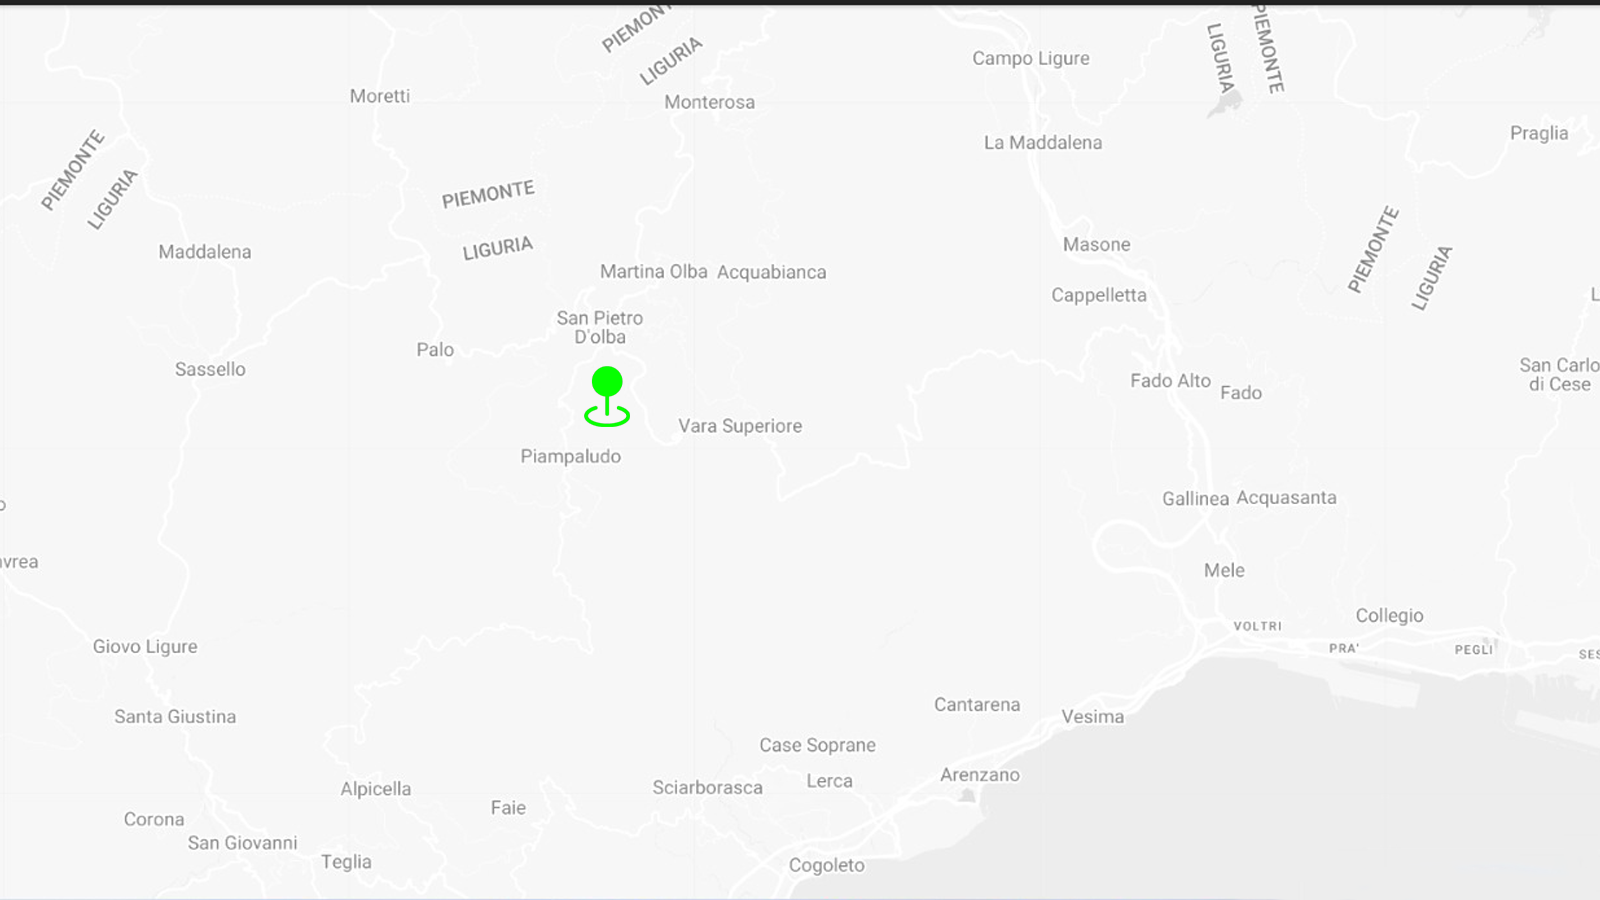 PIEMONTE
LIGURIA
Campo Ligure
LIGURIA
PIEMONTE
Moretti
Monterosa
Praglia
La Maddalena
PIEMONTE
LIGURIA
PIEMONTE
LIGURIA
Maddalena
Masone
PIEMONTE
LIGURIA
Martina Olba
Acquabianca
Cappelletta
San Pietro
D'olba
Palo
Sassello
Fado Alto
Fado
San Carlo
di Cese
Vara Superiore
Piampaludo
Gallinea
Acquasanta
vrea
Mele
Collegio
VOLTRI
Giovo Ligure
PRA'
PEGLI
SES
Cantarena
Santa Giustina
Vesima
Case Soprane
Arenzano
Lerca
Sciarborasca
Alpicella
Faie
Corona
San Giovanni
Teglia
Cogoleto